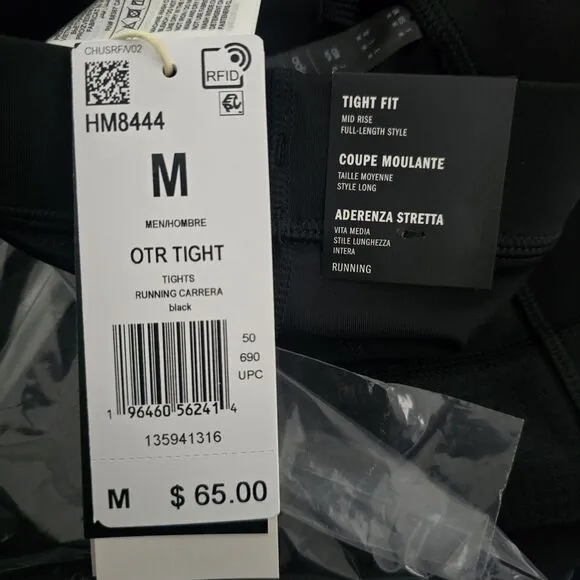 CHUSRF/V02
RFID
HM8444
M
MEN/HOMBRE
OTR TIGHT
TIGHTS
RUNNING CARRERA
black
50
690
UPC
1 96460 56241 4
135941316
M $ 65.00
TIGHT FIT
MID RISE
FULL-LENGTH STYLE
COUPE MOULANTE
TAILLE MOYENNE
STYLE LONG
ADERENZA STRETTA
VITA MEDIA
STILE LUNGHEZZA
INTERA
RUNNING